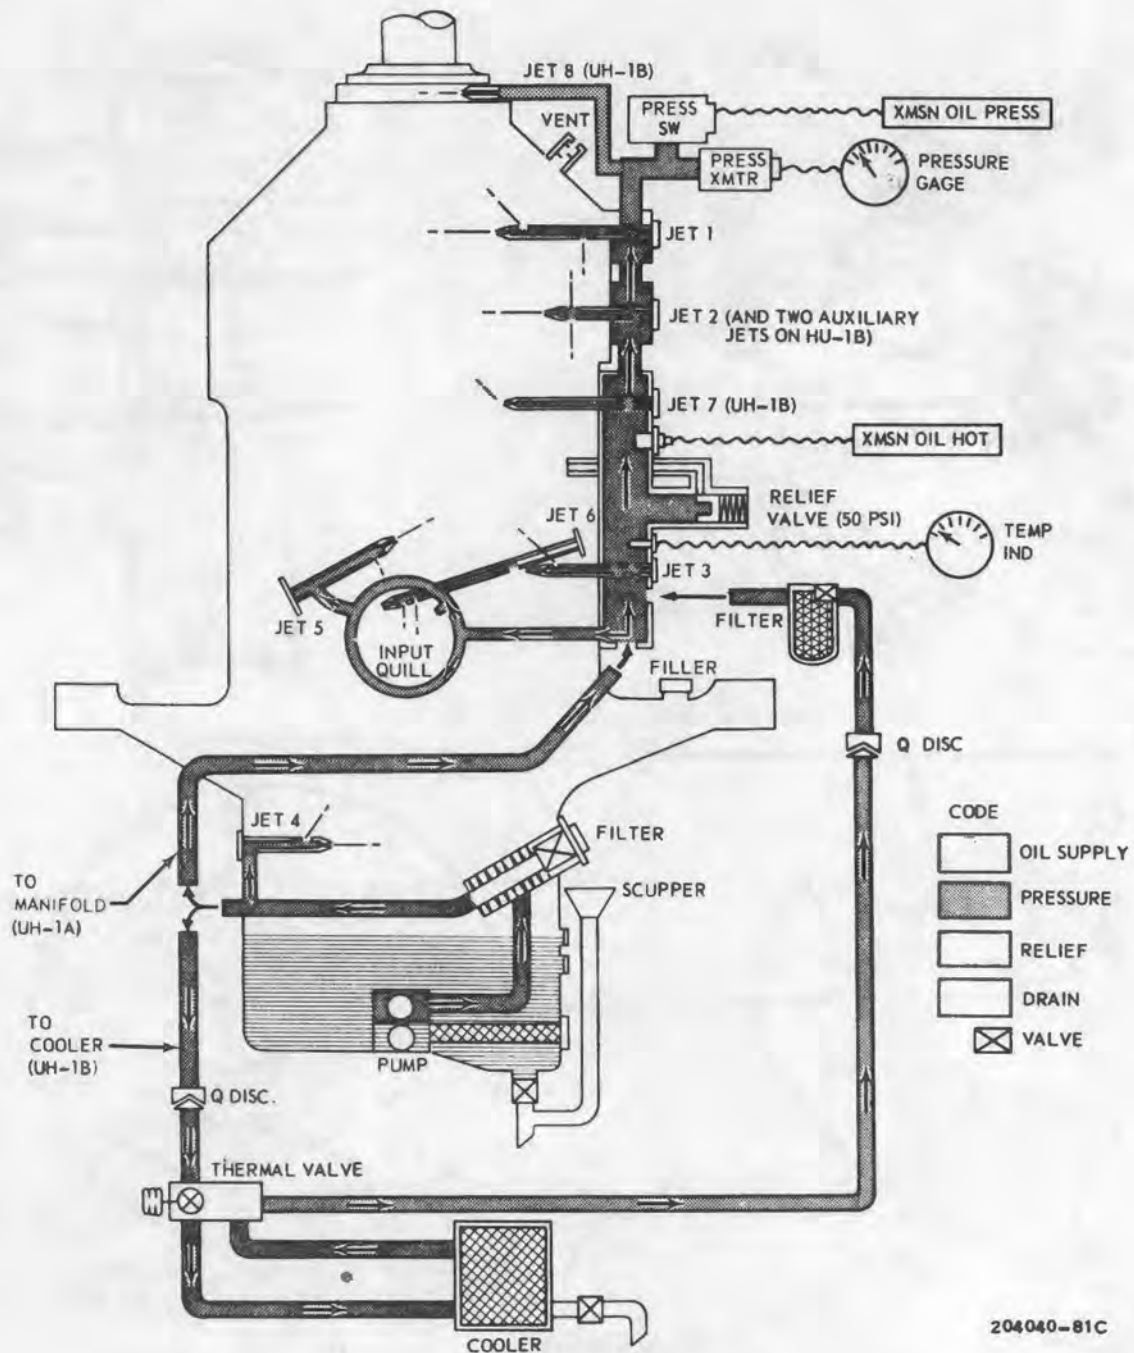 JET 8 (UH-1B)
VENT
PRESS
SW
XMSN OIL PRESS
PRESS
XMTR
PRESSURE
GAGE
JET 1
JET 2 (AND TWO AUXILIARY
JETS ON HU-1B)
JET 7 (UH-1B)
XMSN OIL HOT
RELIEF
VALVE (50 PSI)
JET 6
TEMP
IND
JET 3
JET 5
FILTER
INPUT
QUILL
FILLER
Q DISC
JET 4
FILTER
CODE
OIL SUPPLY
SCUPPER
TO
MANIFOLD
(UH-1A)
PRESSURE
RELIEF
DRAIN
TO
COOLER
(UH-1B)
VALVE
PUMP
Q DISC.
THERMAL VALVE
COOLER
204040-81C